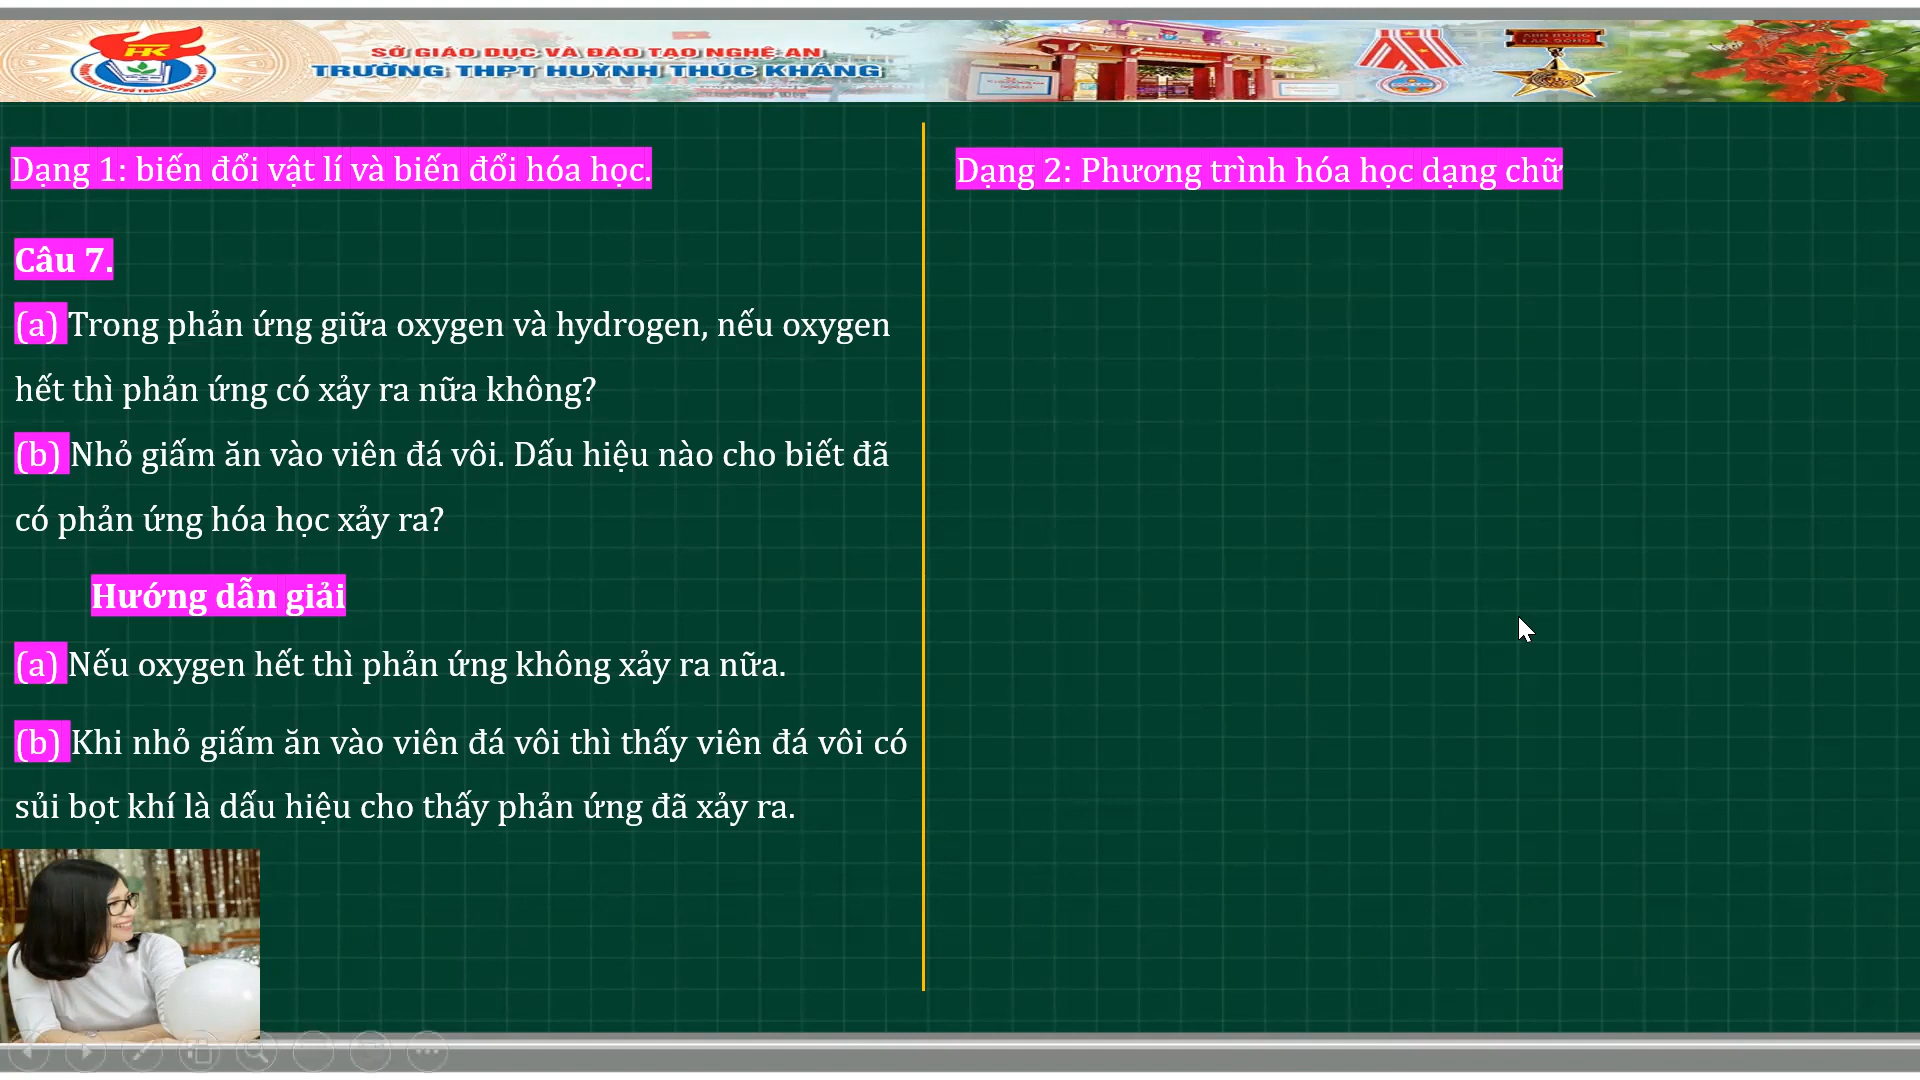 HK
SỞ GIÁO DỤC VÀ ĐÀO TẠO NGHỆ AN
TRƯỜNG THPT HUỲNH THÚC KHÁNG
ANH HÙNG
LAO ĐỘNG
Dạng 1: biến đổi vật lí và biến đổi hóa học.
Câu 7.
(a) Trong phản ứng giữa oxygen và hydrogen, nếu oxygen
hết thì phản ứng có xảy ra nữa không?
(b) Nhỏ giấm ăn vào viên đá vôi. Dấu hiệu nào cho biết đã
có phản ứng hóa học xảy ra?
Hướng dẫn giải
(a) Nếu oxygen hết thì phản ứng không xảy ra nữa.
(b) Khi nhỏ giấm ăn vào viên đá vôi thì thấy viên đá vôi có
sủi bọt khí là dấu hiệu cho thấy phản ứng đã xảy ra.
Dạng 2: Phương trình hóa học dạng chữ